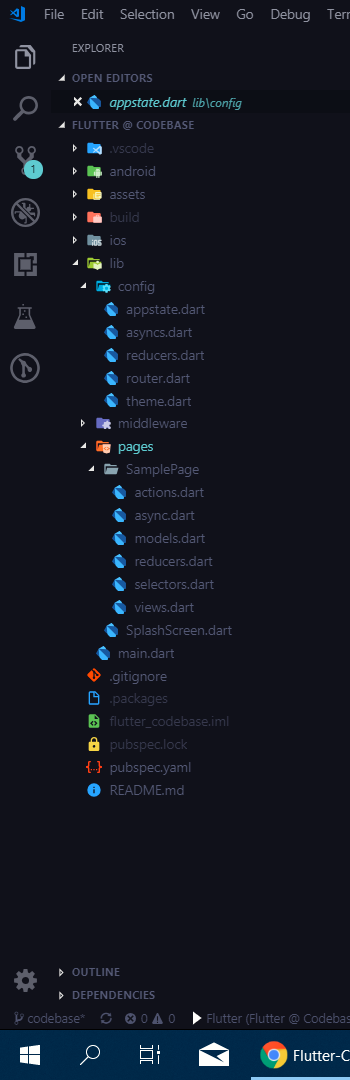 File Edit Selection View Go Debug Term
EXPLORER
OPEN EDITORS
appstate.dart lib\config
FLUTTER @ CODEBASE
.vscode
android
assets
build
ios
lib
config
appstate.dart
asyncs.dart
reducers.dart
router.dart
theme.dart
middleware
pages
SamplePage
actions.dart
async.dart
models.dart
reducers.dart
selectors.dart
views.dart
SplashScreen.dart
main.dart
.gitignore
.packages
flutter_codebase.iml
pubspec.lock
pubspec.yaml
README.md
1
OUTLINE
DEPENDENCIES
codebase* 0 0 Flutter (Flutter @ Codebas
Flutter-C